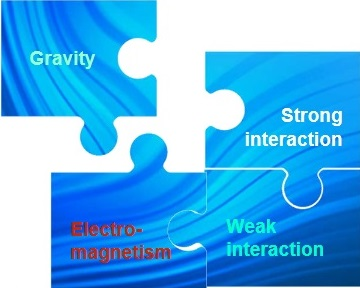 Gravity
Strong
interaction
Electro-
magnetism
Weak
interaction